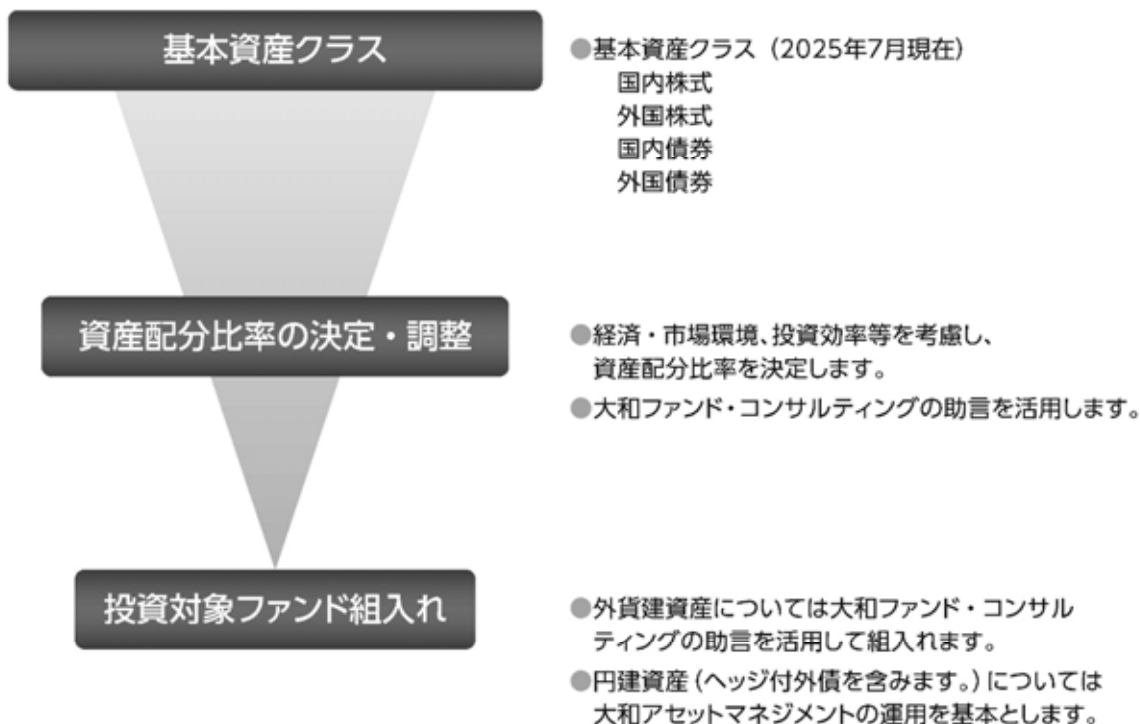 基本資産クラス
●基本資産クラス（2025年7月現在）
国内株式
外国株式
国内債券
外国債券
資産配分比率の決定・調整
●経済・市場環境、投資効率等を考慮し、
資産配分比率を決定します。
●大和ファンド・コンサルティングの助言を活用します。
投資対象ファンド組入れ
●外貨建資産については大和ファンド・コンサル
ティングの助言を活用して組入れます。
●円建資産（ヘッジ付外債を含みます。）については
大和アセットマネジメントの運用を基本とします。